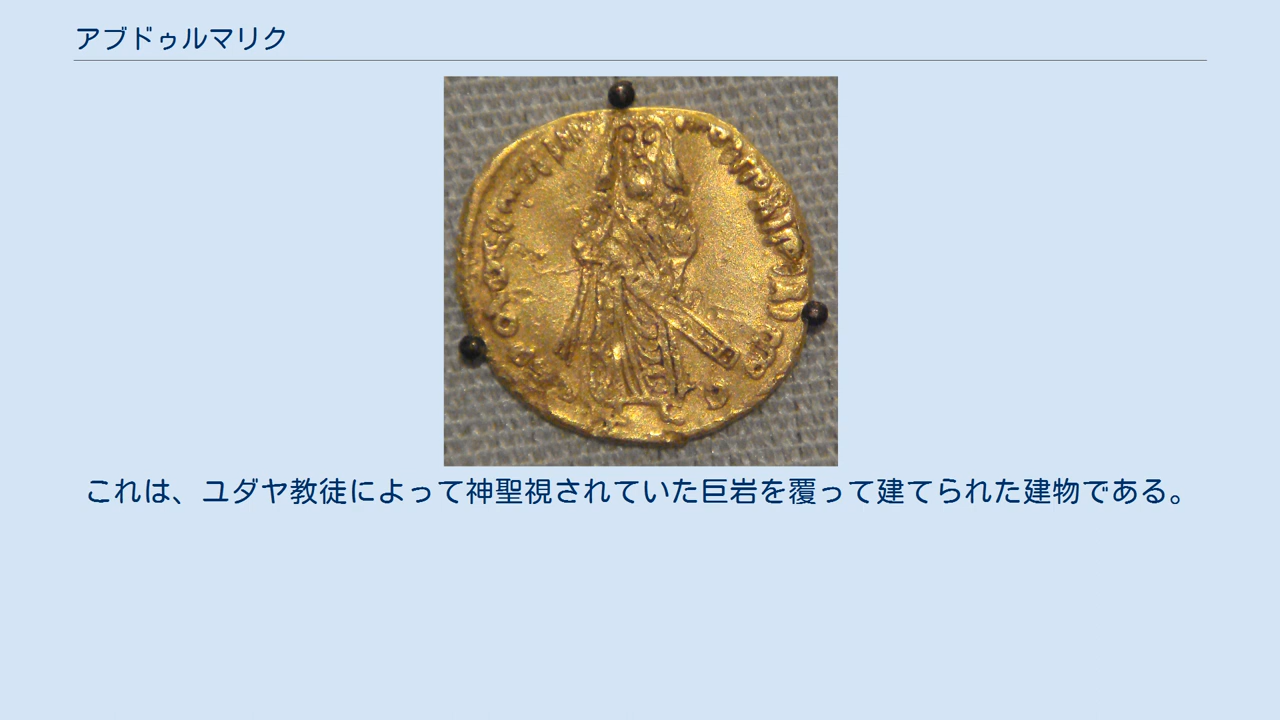 アブドゥルマリク
これは、ユダヤ教徒によって神聖視されていた巨岩を覆って建てられた建物である。